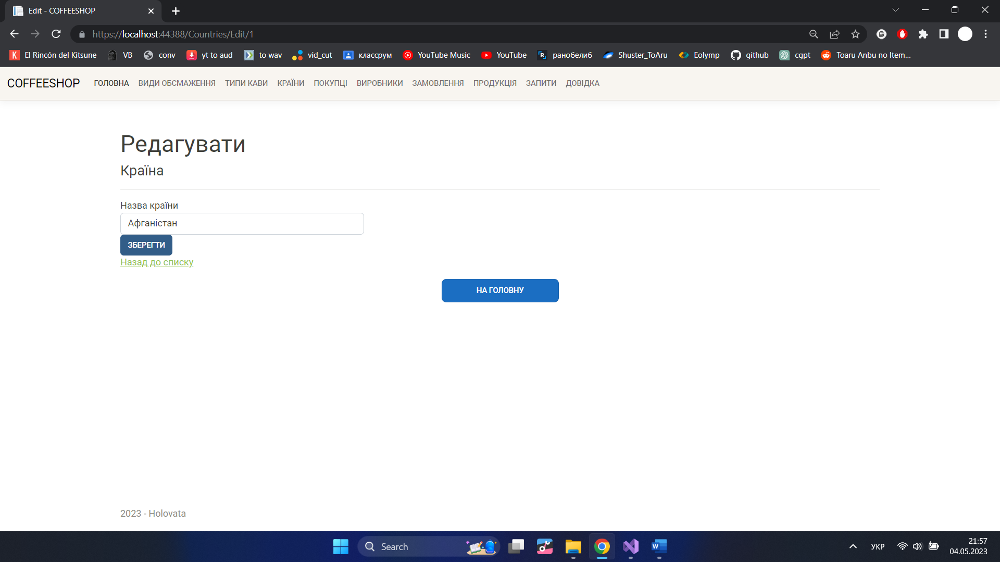 Edit - COFFEESHOP
https://localhost:44388/Countries/Edit/1
El Rincón del Kitsune VB conv yt to aud to wav vid_cut классрум YouTube Music YouTube ранобелиб Shuster_ToAru Eolymp github cgpt Toaru Anbu no Item...
COFFEESHOP ГОЛОВНА ВИДИ ОБСМАЖЕННЯ ТИПИ КАВИ КРАЇНИ ПОКУПЦІ ВИРОБНИКИ ЗАМОВЛЕННЯ ПРОДУКЦІЯ ЗАПИТИ ДОВІДКА
Редагувати
Країна
Назва країни
Афганістан
ЗБЕРЕГТИ
Назад до списку
НА ГОЛОВНУ
2023 - Holovata
Search
УКР
21:57
04.05.2023